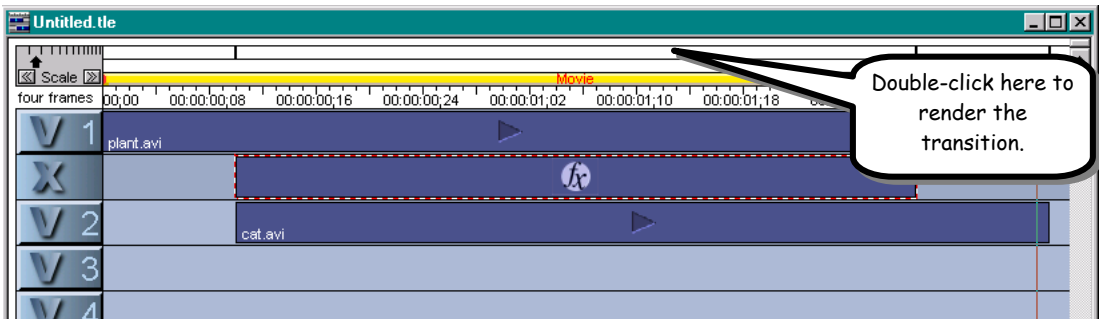 Untitled.tle
Scale
Movie
four frames 00;00 00:00:00;08 00:00:00;16 00:00:00;24 00:00:01;02 00:00:01;10 00:00:01;18
Double-click here to
render the
transition.
V 1 plant.avi
X fx
V 2 cat.avi
V 3
V 4